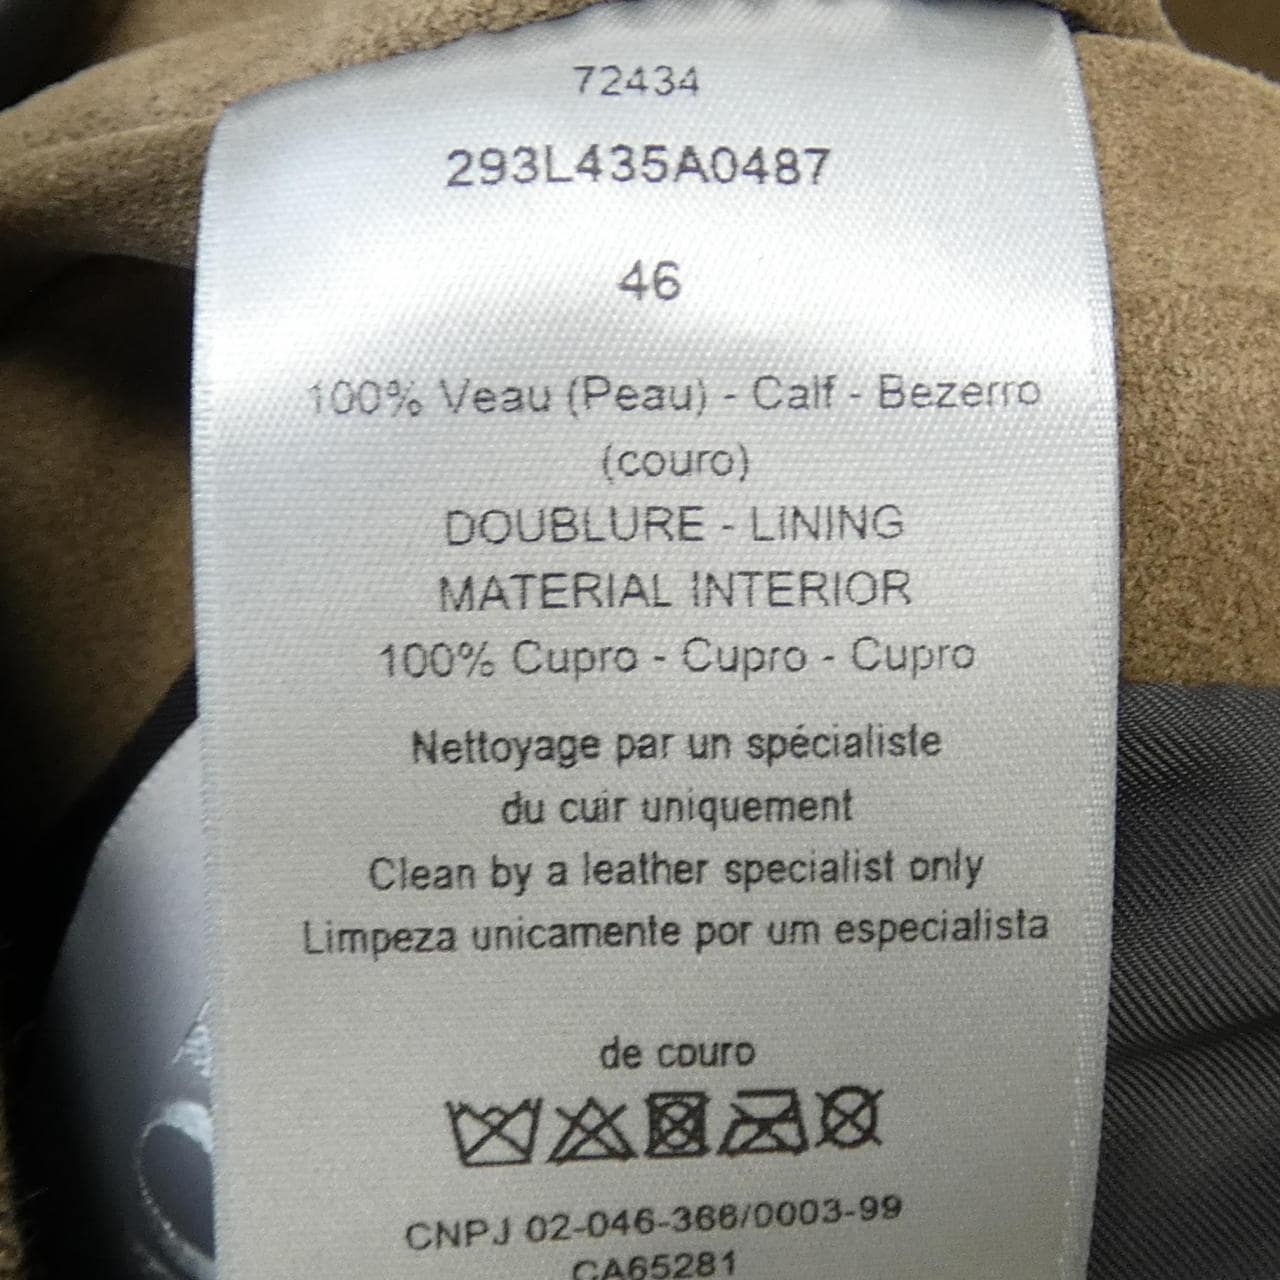 72434
293L435A0487
46
100% Veau (Peau) - Calf - Bezerro
(couro)
DOUBLURE - LINING
MATERIAL INTERIOR
100% Cupro - Cupro - Cupro
Nettoyage par un spécialiste
du cuir uniquement
Clean by a leather specialist only
Limpeza unicamente por um especialista
de couro
CNPJ 02-046-366/0003-99
CA65281